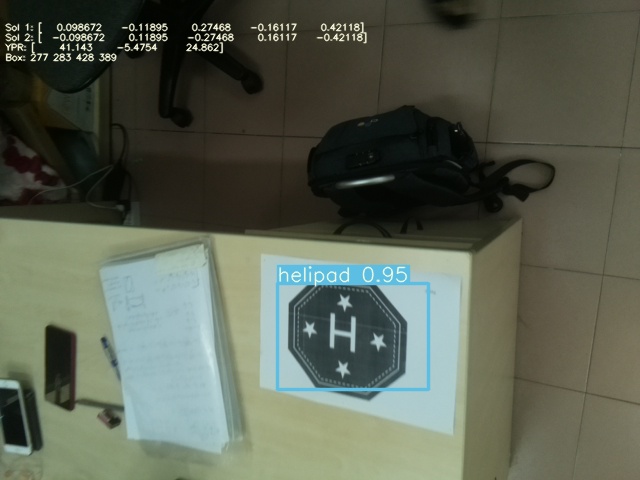 Sol 1: [ 0.098672 -0.11895 0.27468 -0.16117 0.42118]
Sol 2: [ -0.098672 0.11895 -0.27468 0.16117 -0.42118]
YPR: [ 41.143 -5.4754 24.862]
Box: 277 283 428 389
helipad 0.95
H